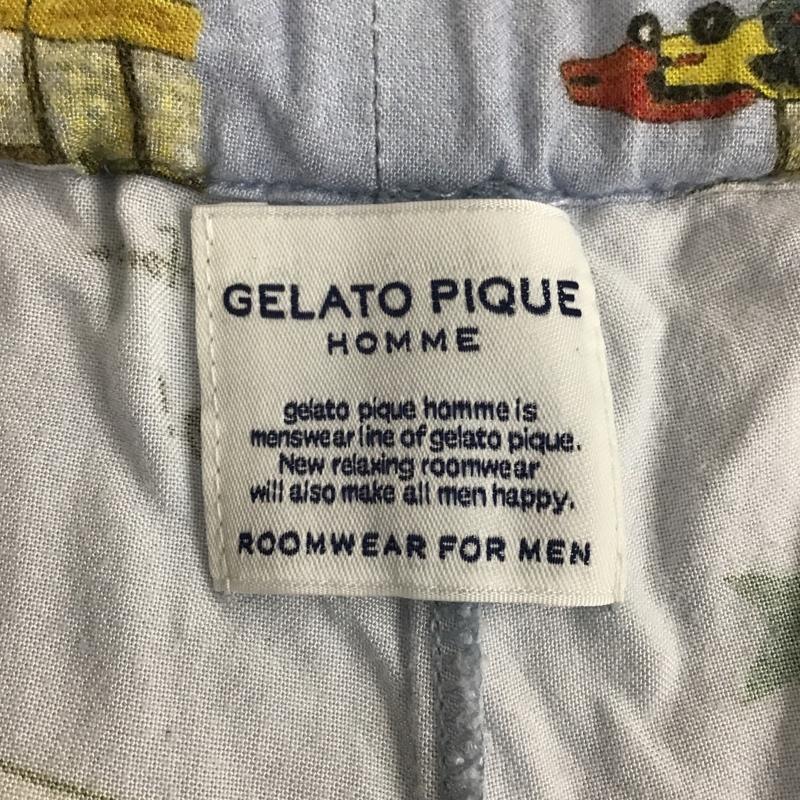 GELATO PIQUE
HOMME
gelato pique homme is
menswear line of gelato pique.
New relaxing roomwear
will also make all men happy.
ROOMWEAR FOR MEN